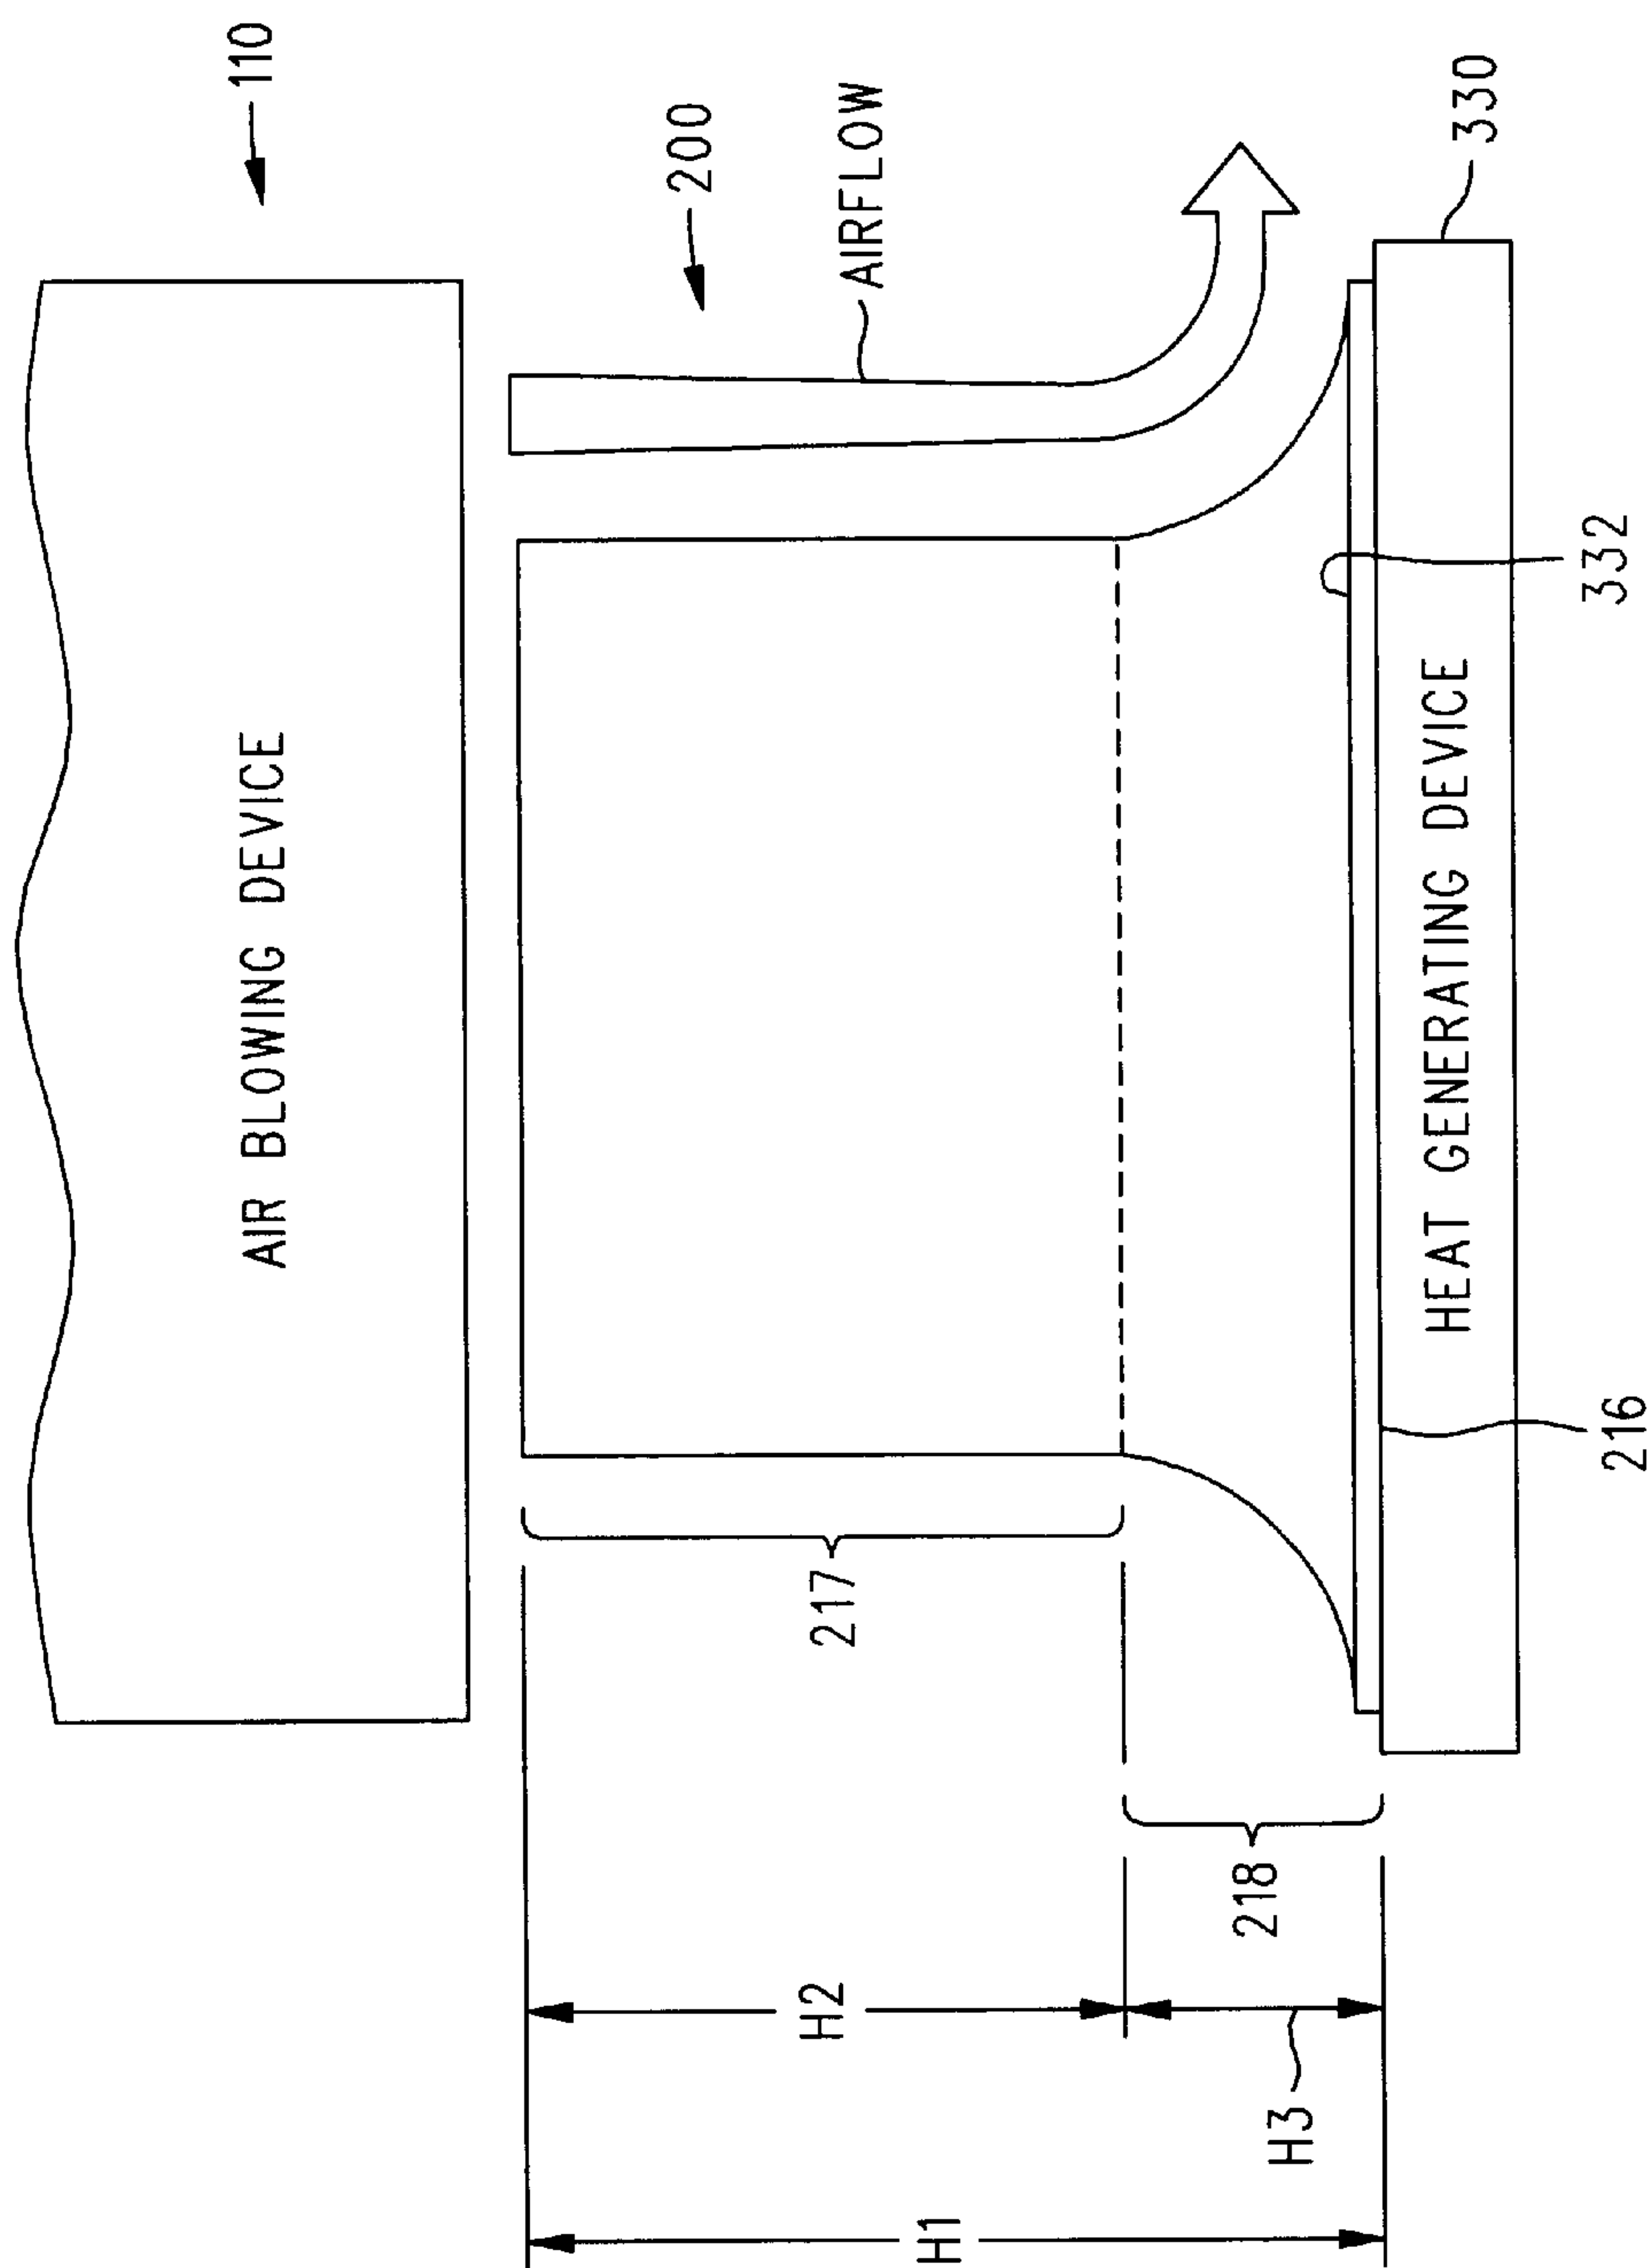 110
AIR BLOWING DEVICE
200
AIRFLOW
217
H2
H1
218
H3
332
HEAT GENERATING DEVICE
330
216